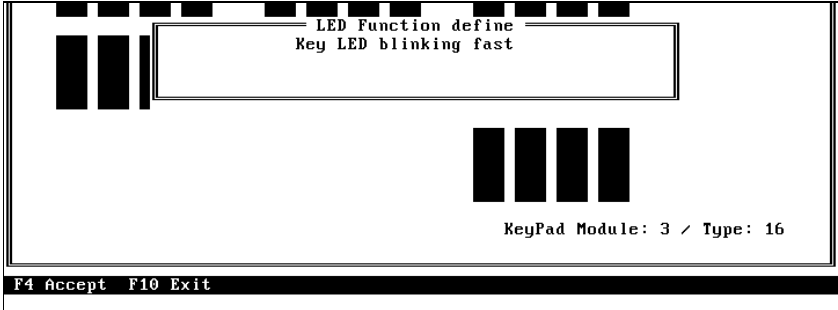 LED Function define
Key LED blinking fast
KeyPad Module: 3 / Type: 16
F4 Accept F10 Exit